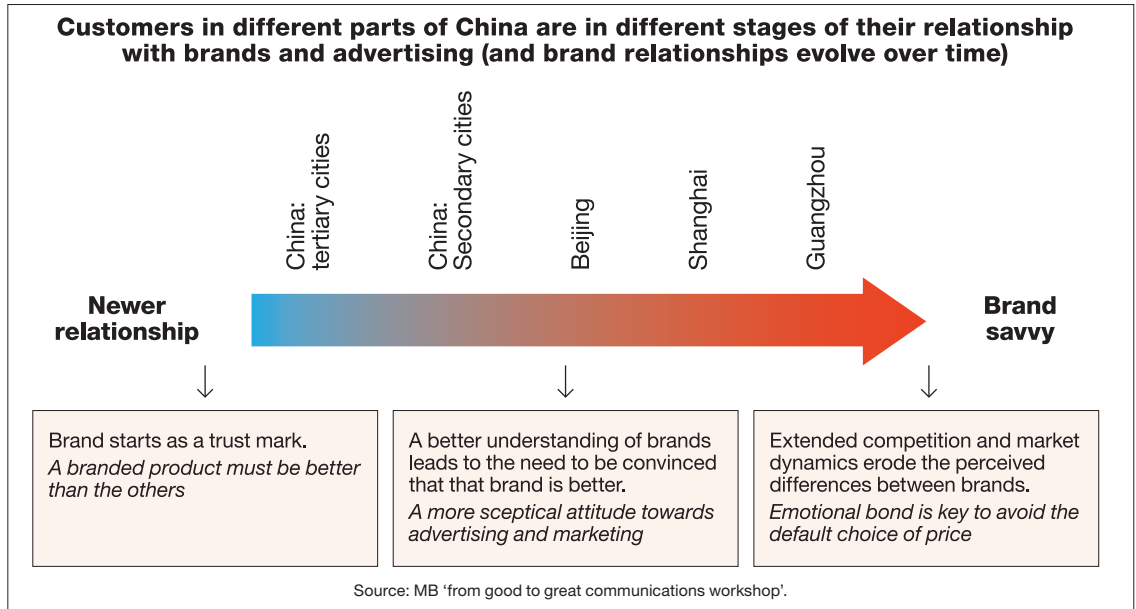 Customers in different parts of China are in different stages of their relationship
with brands and advertising (and brand relationships evolve over time)
China:
tertiary cities
China:
Secondary cities
Beijing
Shanghai
Guangzhou
Newer
relationship
Brand
savvy
Brand starts as a trust mark.
A branded product must be better
than the others
A better understanding of brands
leads to the need to be convinced
that that brand is better.
A more sceptical attitude towards
advertising and marketing
Extended competition and market
dynamics erode the perceived
differences between brands.
Emotional bond is key to avoid the
default choice of price
Source: MB ‘from good to great communications workshop’.